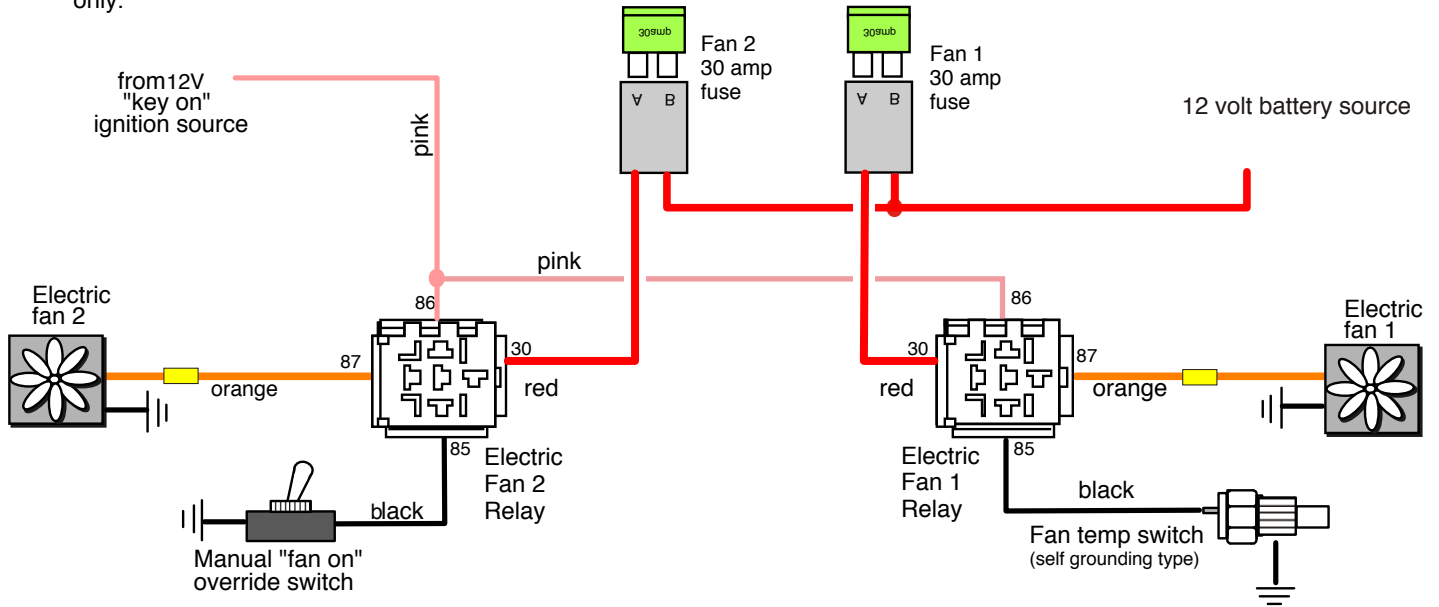 only.
30amp
30amp
Fan 2
30 amp
fuse
Fan 1
30 amp
fuse
from12V
"key on"
ignition source
A B
A B
12 volt battery source
pink
pink
86
86
Electric
fan 2
Electric
fan 1
87
30
30
87
orange
red
red
orange
85
85
Electric
Fan 2
Relay
Electric
Fan 1
Relay
black
black
Manual "fan on"
override switch
Fan temp switch
(self grounding type)